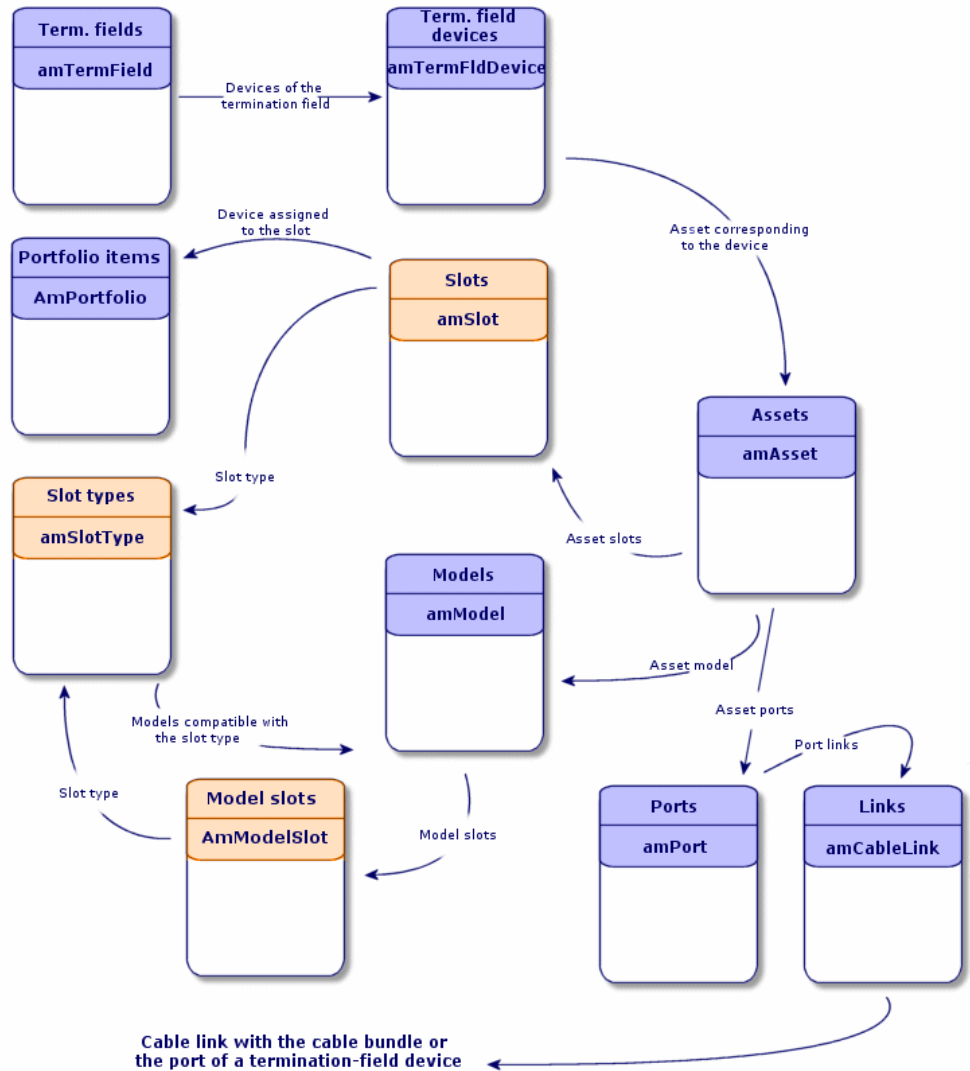 Term. fields
amTermField
Term. field
devices
amTermFldDevice
Devices of the
termination field
Device assigned
to the slot
Asset corresponding
to the device
Portfolio items
AmPortfolio
Slots
amSlot
Assets
amAsset
Slot type
Slot types
amSlotType
Asset slots
Models
amModel
Asset model
Asset ports
Models compatible with
the slot type
Port links
Slot type
Model slots
AmModelSlot
Model slots
Ports
amPort
Links
amCableLink
Cable link with the cable bundle or
the port of a termination-field device